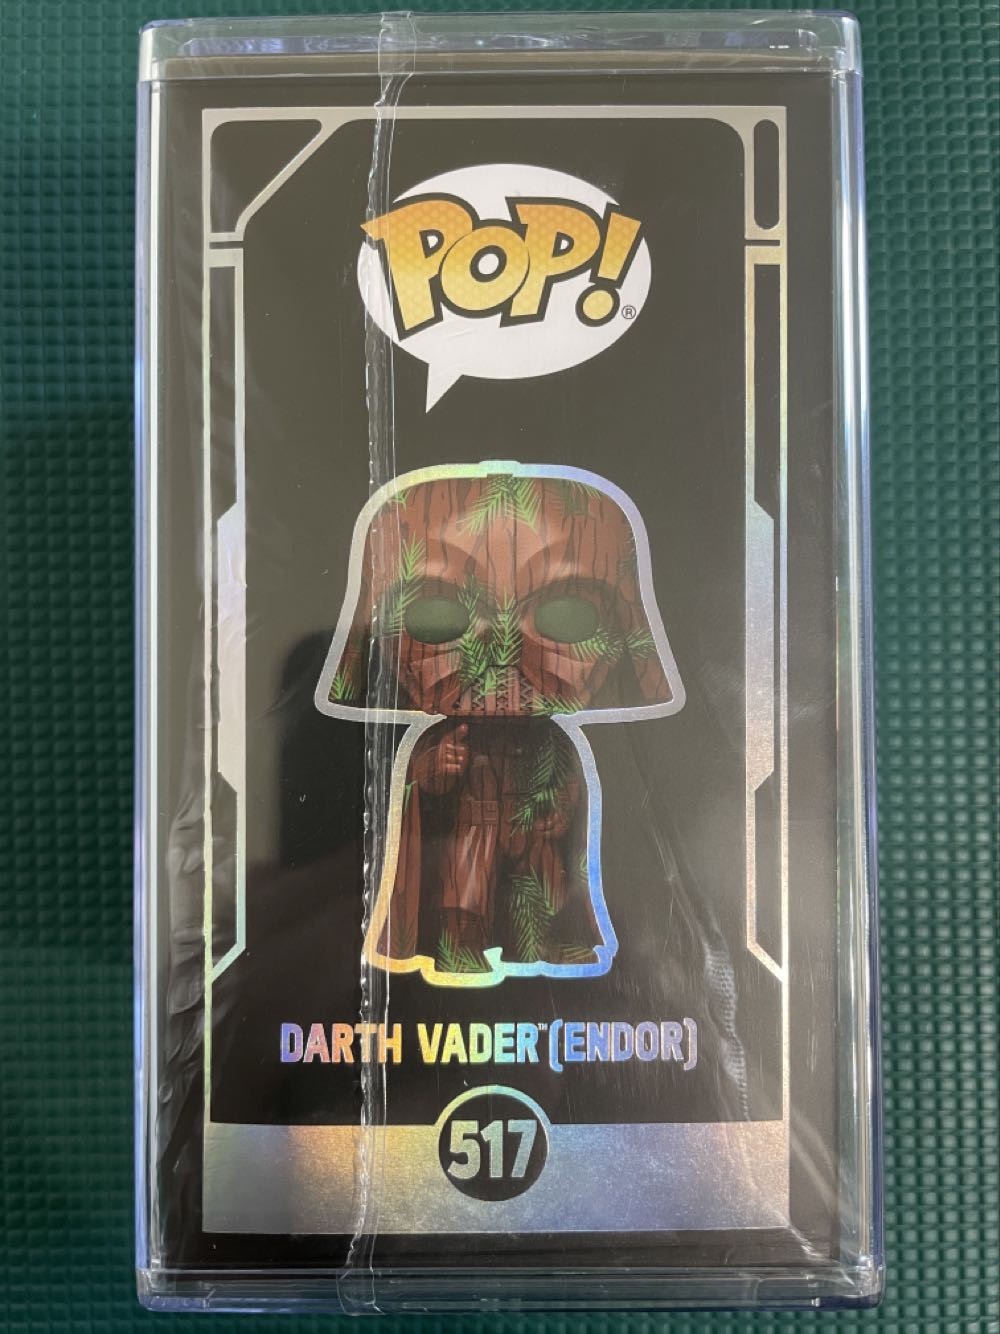 POP!®
DARTH VADER™ (ENDOR)
517